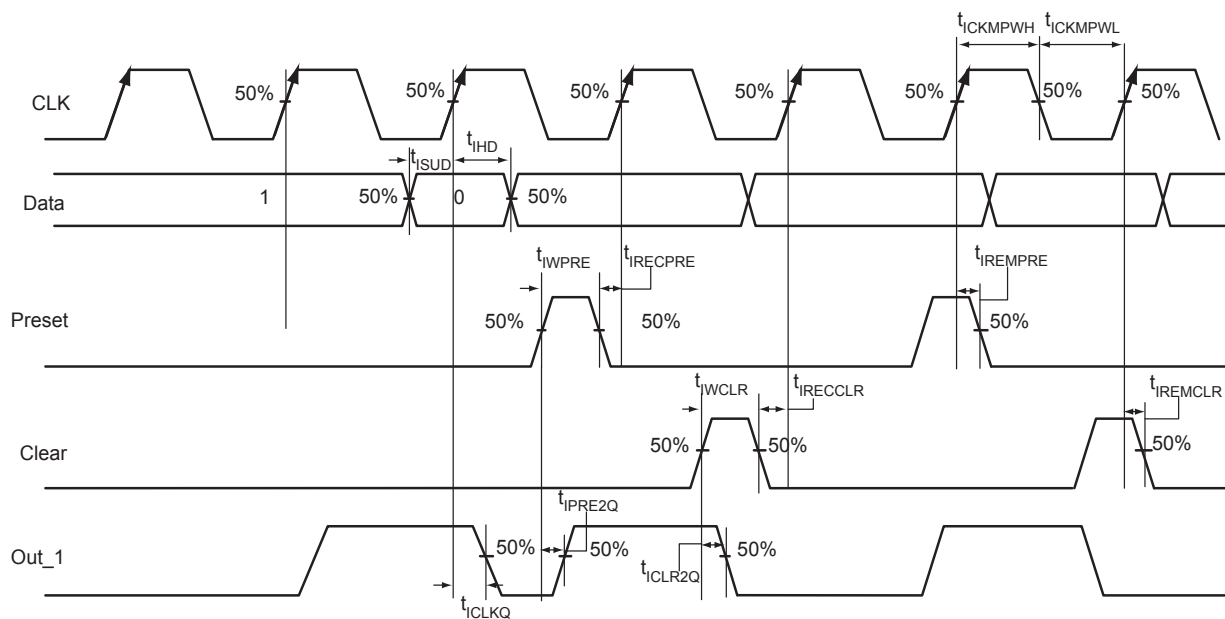 tICKMPWH tICKMPWL
CLK 50% 50% 50% 50% 50% 50% 50%
tISUD tIHD
Data 1 50% 0 50%
tIWPRE tIRECPRE tIREMPRE
Preset 50% 50% 50%
tIWCLR tIRECCLR tIREMCLR
Clear 50% 50% 50%
tIPRE2Q
Out_1 50% 50% tICLR2Q 50%
tICLKQ